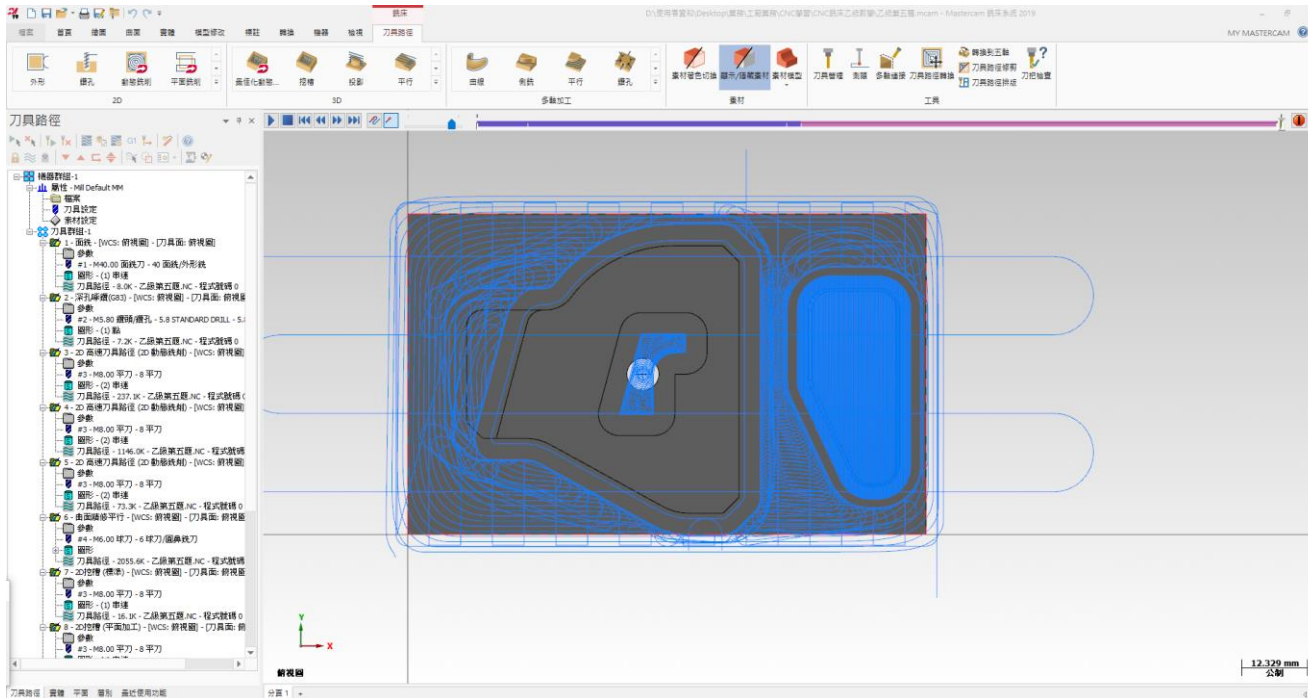 D:\使用者資料\Desktop\業務\工廠業務\CNC學習\CNC銑床乙級教學\乙級第五題.mcam - Mastercam 銑床系統 2019
銑床
檔案 首頁 繪圖 曲面 實體 模型修改 標註 轉換 機器 檢視 刀具路徑
MY MASTERCAM
外形 鑽孔 動態銑削 平面銑削
最佳化動態... 挖槽 投影 平行
曲線 側銑 平行 鑽孔
素材著色切換 顯示/隱藏素材 素材模型
刀具管理 測頭 多軸連接 刀具路徑轉換
轉換到五軸
刀具路徑修剪
刀具路徑排版
刀把檢查
2D 3D 多軸加工 素材 工具
刀具路徑
G1
機器群組-1
屬性 - Mill Default MM
檔案
刀具設定
素材設定
刀具群組-1
1 - 面銑 - [WCS: 俯視圖] - [刀具面: 俯視圖]
參數
#1 - M40.00 面銑刀 - 40 面銑/外形銑
圖形 - (1) 串連
刀具路徑 - 8.0K - 乙級第五題.NC - 程式號碼 0
2 - 深孔啄鑽(G83) - [WCS: 俯視圖] - [刀具面: 俯視
參數
#2 - M5.80 鑽頭/鑽孔 - 5.8 STANDARD DRILL - 5.
圖形 - (1) 點
刀具路徑 - 7.2K - 乙級第五題.NC - 程式號碼 0
3 - 2D 高速刀具路徑 (2D 動態銑削) - [WCS: 俯視圖]
參數
#3 - M8.00 平刀 - 8 平刀
圖形 - (2) 串連
刀具路徑 - 237.1K - 乙級第五題.NC - 程式號碼
4 - 2D 高速刀具路徑 (2D 動態銑削) - [WCS: 俯視圖]
參數
#3 - M8.00 平刀 - 8 平刀
圖形 - (2) 串連
刀具路徑 - 1146.0K - 乙級第五題.NC - 程式號碼
5 - 2D 高速刀具路徑 (2D 動態銑削) - [WCS: 俯視圖]
參數
#3 - M8.00 平刀 - 8 平刀
圖形 - (2) 串連
刀具路徑 - 73.3K - 乙級第五題.NC - 程式號碼 0
6 - 曲面精修平行 - [WCS: 俯視圖] - [刀具面: 俯視圖
參數
#4 - M6.00 球刀 - 6 球刀/圓鼻銑刀
圖形
刀具路徑 - 2055.6K - 乙級第五題.NC - 程式號碼
7 - 2D挖槽 (標準) - [WCS: 俯視圖] - [刀具面: 俯視圖
參數
#3 - M8.00 平刀 - 8 平刀
圖形 - (1) 串連
刀具路徑 - 16.1K - 乙級第五題.NC - 程式號碼 0
8 - 2D挖槽 (平面加工) - [WCS: 俯視圖] - [刀具面: 俯
參數
#3 - M8.00 平刀 - 8 平刀
Y
X
俯視圖
12.329 mm
公制
刀具路徑 實體 平面 層別 最近使用功能
分頁 1 +